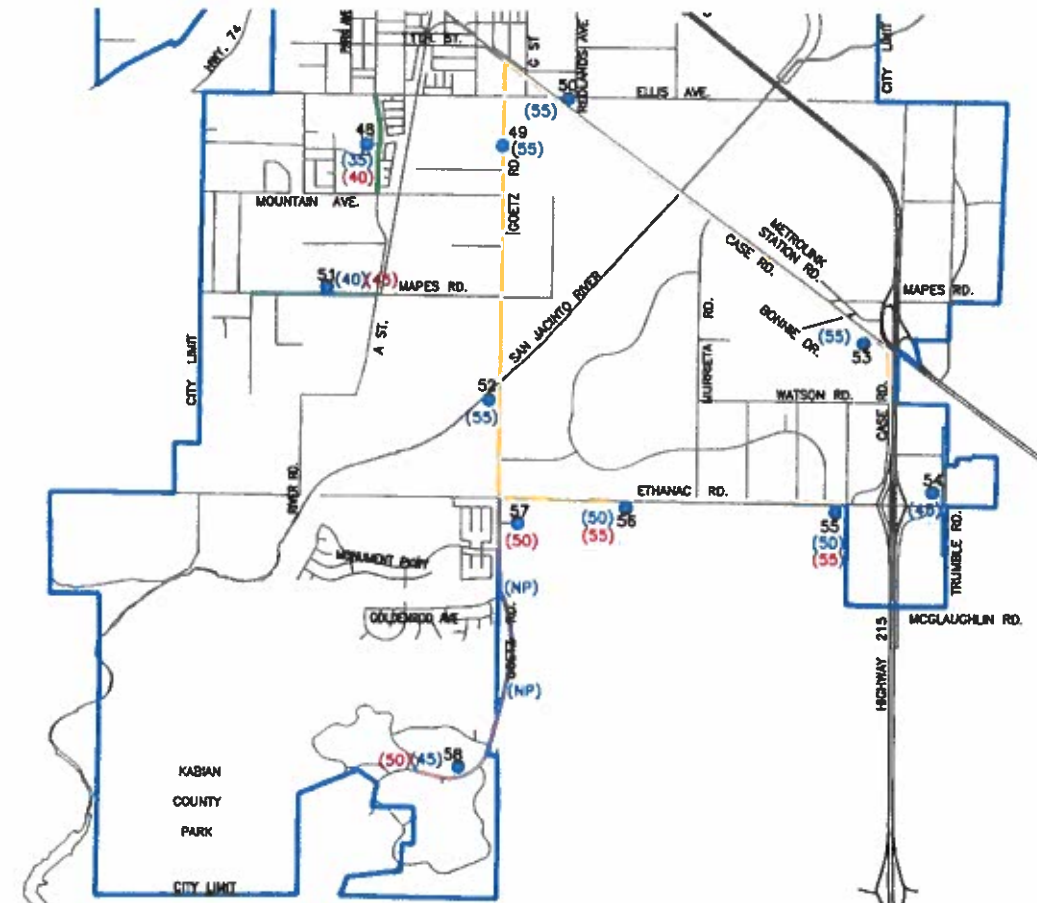 HWY. 74
PARK AVE
11TH. ST.
G ST
REDLANDS AVE.
CITY LIMIT
50
ELLIS AVE.
(55)
48
(35)
(40)
49
(55)
GOETZ RD.
MOUNTAIN AVE.
METROLINK
STATION RD.
CASE RD.
51 (40)(45)
MAPES RD.
MAPES RD.
SAN JACINTO RIVER
A ST.
CITY LIMIT
MURRIETA RD.
BONNIE DR.
(55)
53
52
(55)
WATSON RD.
CASE RD.
RIVER RD.
ETHANAC RD.
54
57
(50)
(50) 56
(55)
55
(50)
(55)
TRUMBLE RD.
MONUMENT PKWY
(NP)
GOLDENROD AVE
GOETZ RD.
MCGLAUGHLIN RD.
HIGHWAY 215
(NP)
(50)(45) 58
KABIAN
COUNTY
PARK
CITY LIMIT